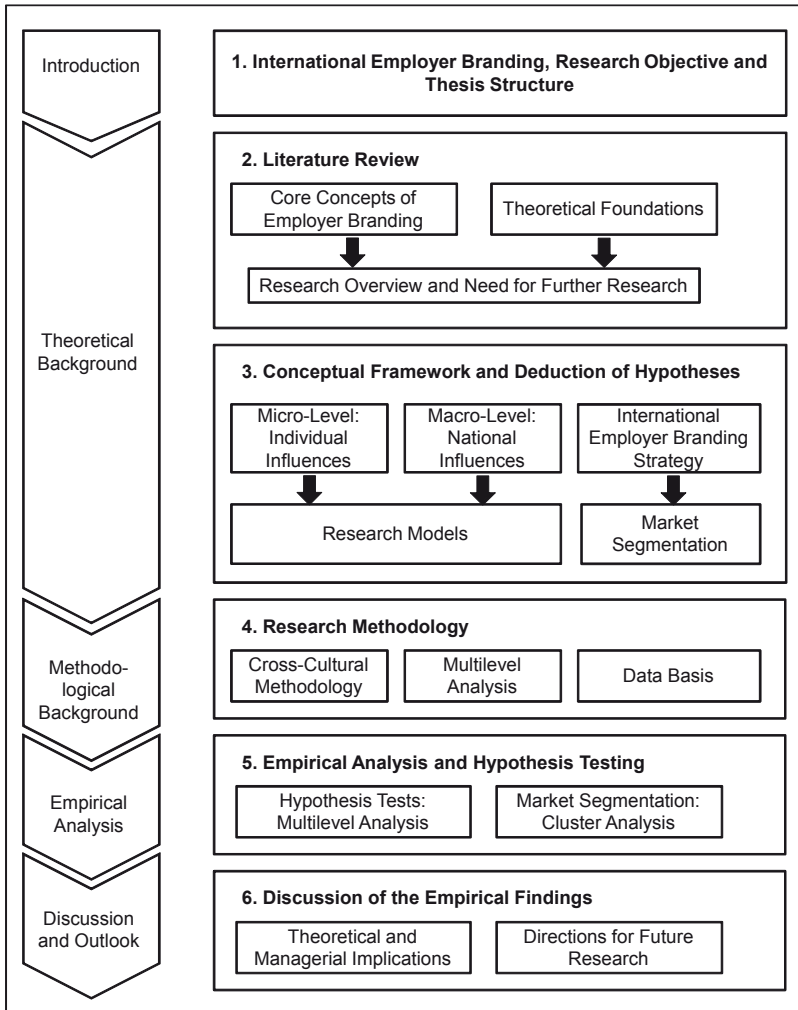 Introduction
1. International Employer Branding, Research Objective and
Thesis Structure
Theoretical
Background
2. Literature Review
Core Concepts of
Employer Branding
Theoretical Foundations
Research Overview and Need for Further Research
3. Conceptual Framework and Deduction of Hypotheses
Micro-Level:
Individual
Influences
Macro-Level:
National
Influences
International
Employer Branding
Strategy
Research Models
Market
Segmentation
Methodo-
logical
Background
4. Research Methodology
Cross-Cultural
Methodology
Multilevel
Analysis
Data Basis
Empirical
Analysis
5. Empirical Analysis and Hypothesis Testing
Hypothesis Tests:
Multilevel Analysis
Market Segmentation:
Cluster Analysis
Discussion
and Outlook
6. Discussion of the Empirical Findings
Theoretical and
Managerial Implications
Directions for Future
Research